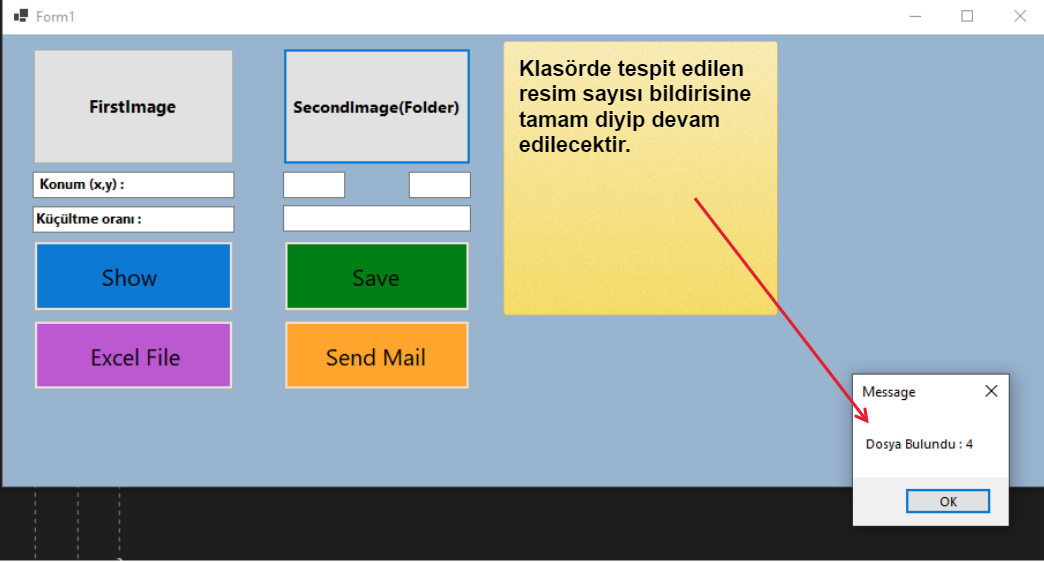 Form1
FirstImage
SecondImage(Folder)
Klasörde tespit edilen
resim sayısı bildirisine
tamam diyip devam
edilecektir.
Konum (x,y) :
Küçültme oranı :
Show
Save
Excel File
Send Mail
Message
Dosya Bulundu : 4
OK